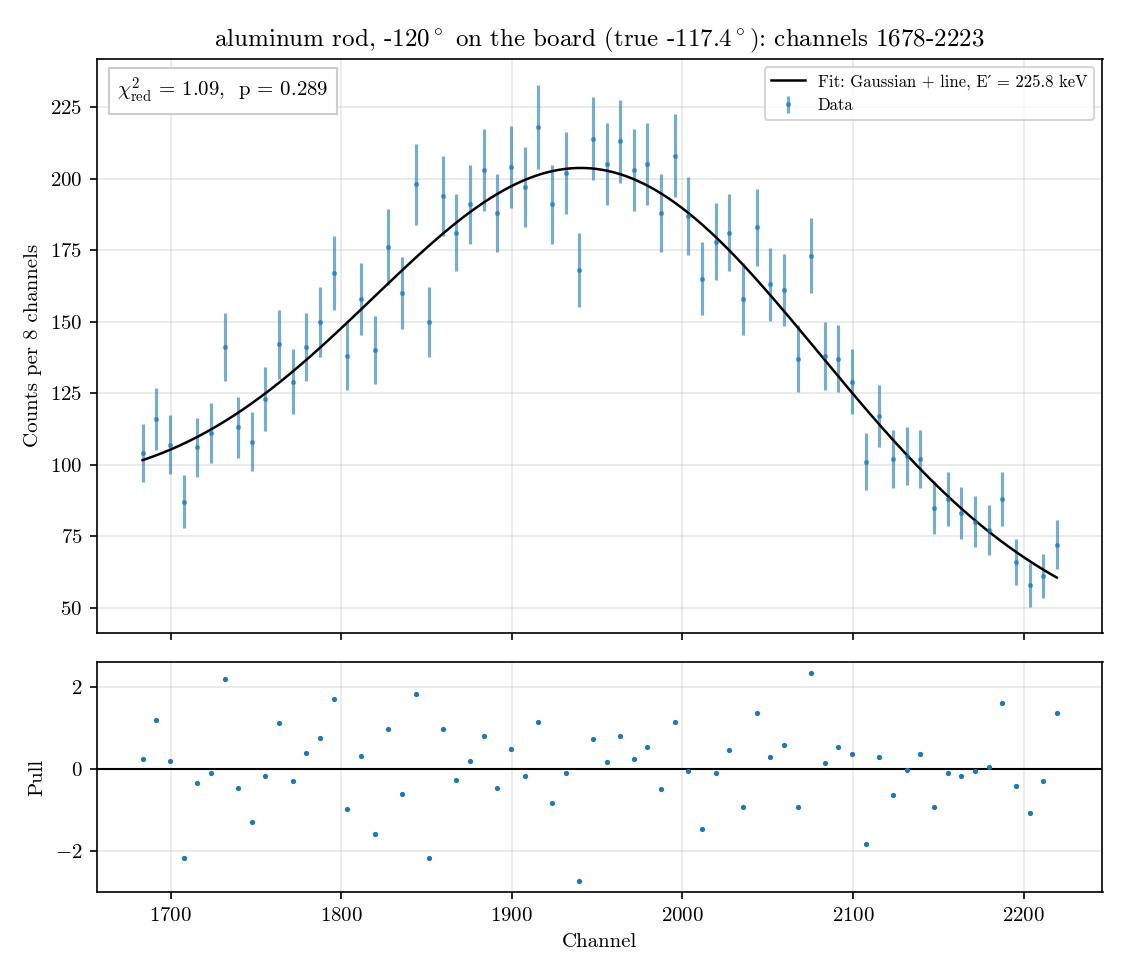 aluminum rod, -120° on the board (true -117.4°): channels 1678-2223
χ²red = 1.09, p = 0.289
Fit: Gaussian + line, E′ = 225.8 keV
Data
Counts per 8 channels
225
200
175
150
125
100
75
50
Pull
2
0
−2
1700 1800 1900 2000 2100 2200
Channel